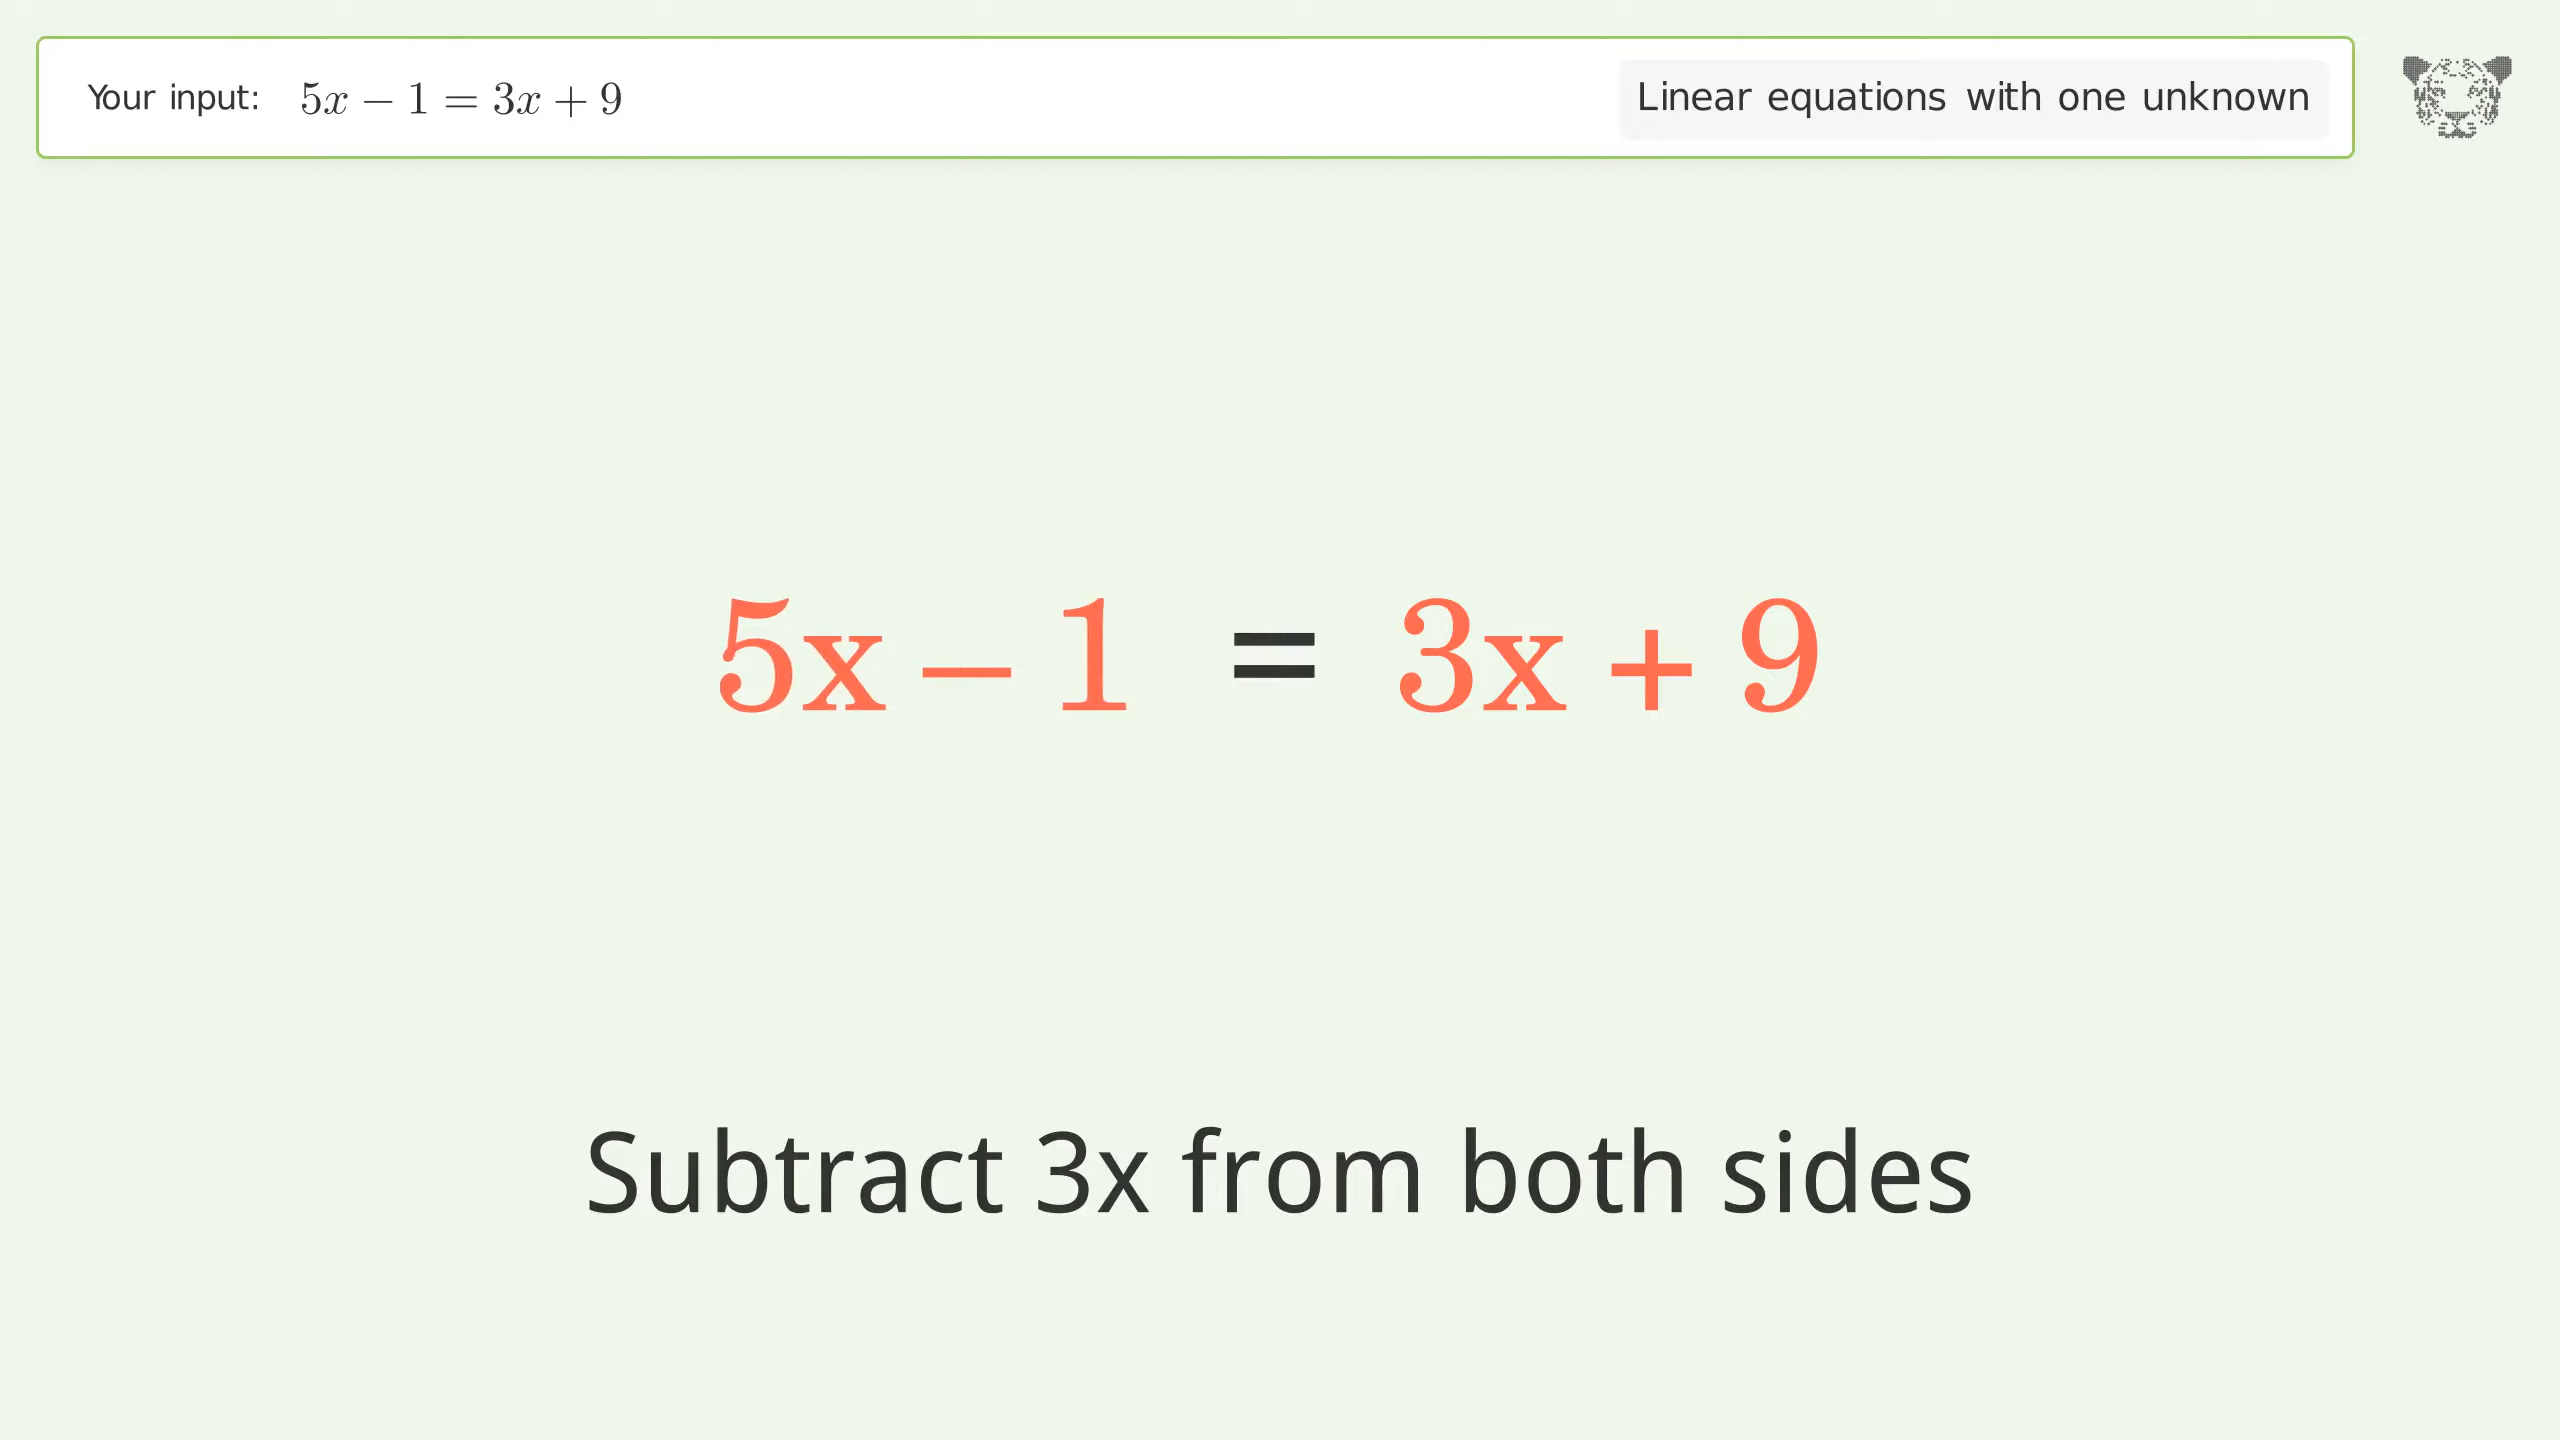 Your input: 5x − 1 = 3x + 9
Linear equations with one unknown
5x − 1 = 3x + 9
Subtract 3x from both sides